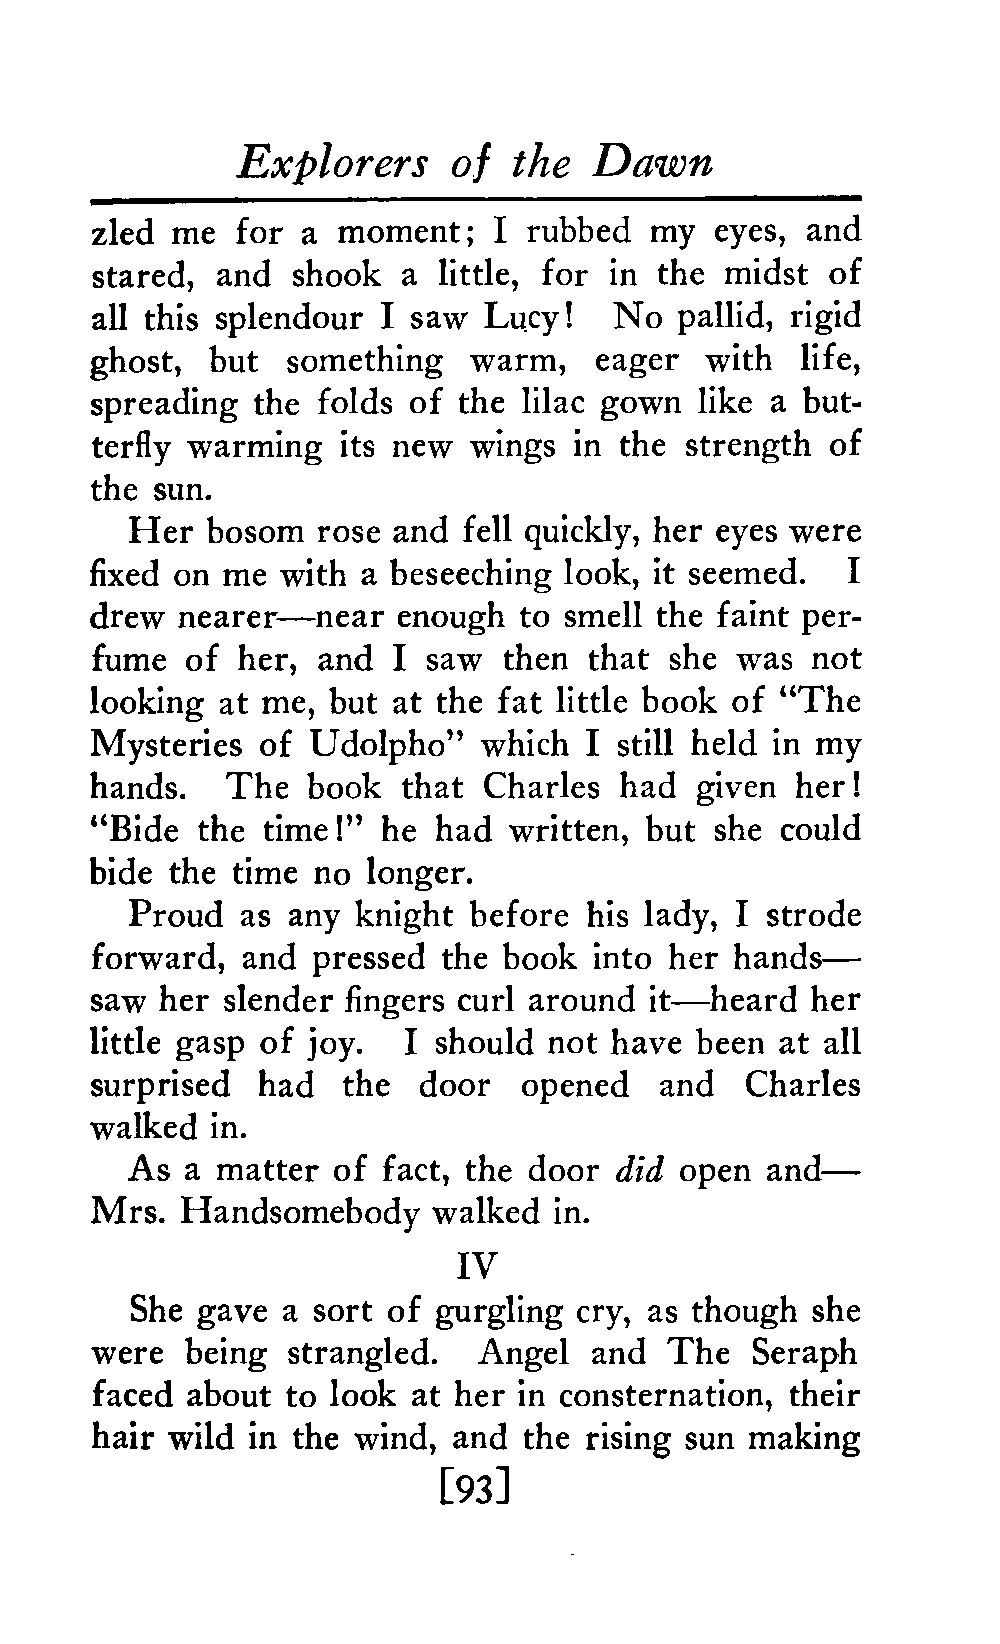 Explorers of the Dawn
zled me for a moment; I rubbed my eyes, and
stared, and shook a little, for in the midst of
all this splendour I saw Lucy! No pallid, rigid
ghost, but something warm, eager with life,
spreading the folds of the lilac gown like a but-
terfly warming its new wings in the strength of
the sun.
Her bosom rose and fell quickly, her eyes were
fixed on me with a beseeching look, it seemed. I
drew nearer—near enough to smell the faint per-
fume of her, and I saw then that she was not
looking at me, but at the fat little book of "The
Mysteries of Udolpho" which I still held in my
hands. The book that Charles had given her!
"Bide the time!" he had written, but she could
bide the time no longer.
Proud as any knight before his lady, I strode
forward, and pressed the book into her hands—
saw her slender fingers curl around it—heard her
little gasp of joy. I should not have been at all
surprised had the door opened and Charles
walked in.
As a matter of fact, the door did open and—
Mrs. Handsomebody walked in.
IV
She gave a sort of gurgling cry, as though she
were being strangled. Angel and The Seraph
faced about to look at her in consternation, their
hair wild in the wind, and the rising sun making
[93]